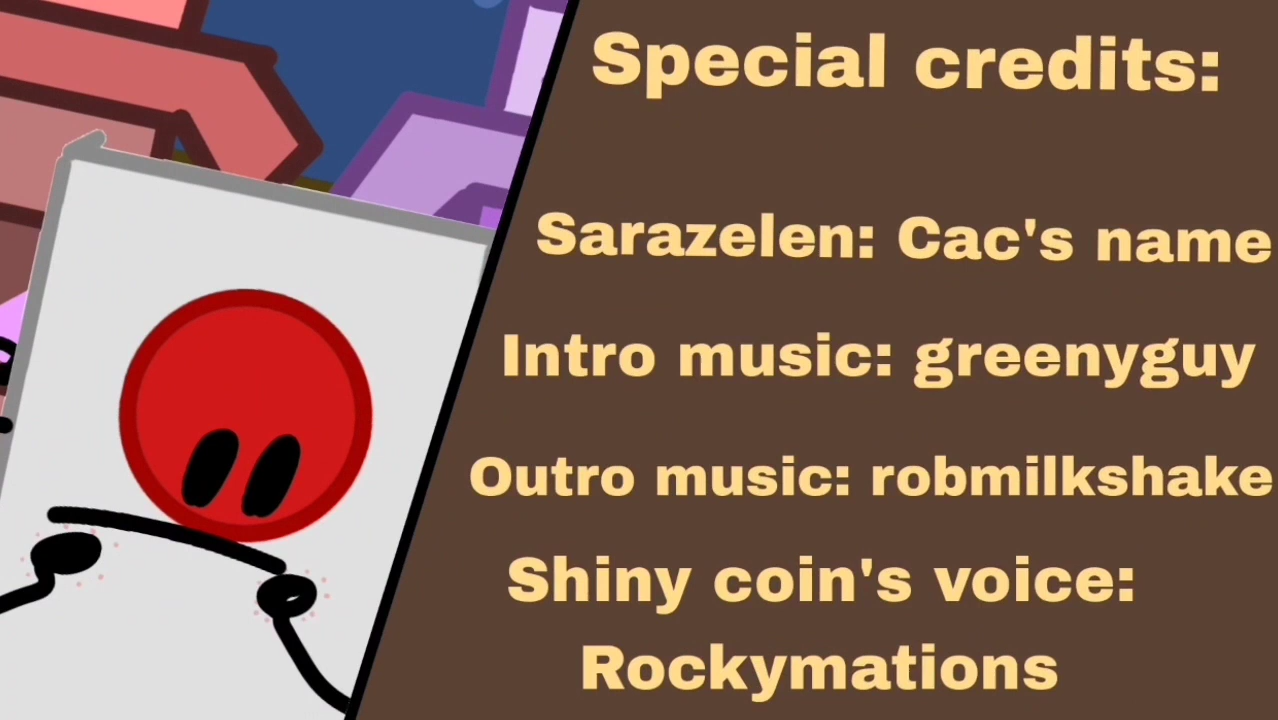 Special credits:
Sarazelen: Cac's name
Intro music: greenyguy
Outro music: robmilkshake
Shiny coin's voice:
Rockymations